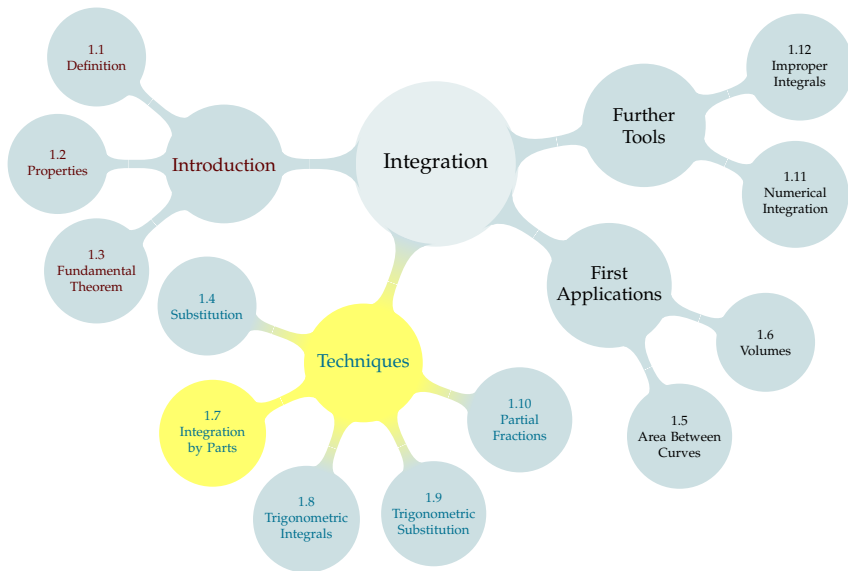 Integration
Introduction
1.1
Definition
1.2
Properties
1.3
Fundamental
Theorem
Techniques
1.4
Substitution
1.7
Integration
by Parts
1.8
Trigonometric
Integrals
1.9
Trigonometric
Substitution
1.10
Partial
Fractions
First
Applications
1.5
Area Between
Curves
1.6
Volumes
Further
Tools
1.11
Numerical
Integration
1.12
Improper
Integrals